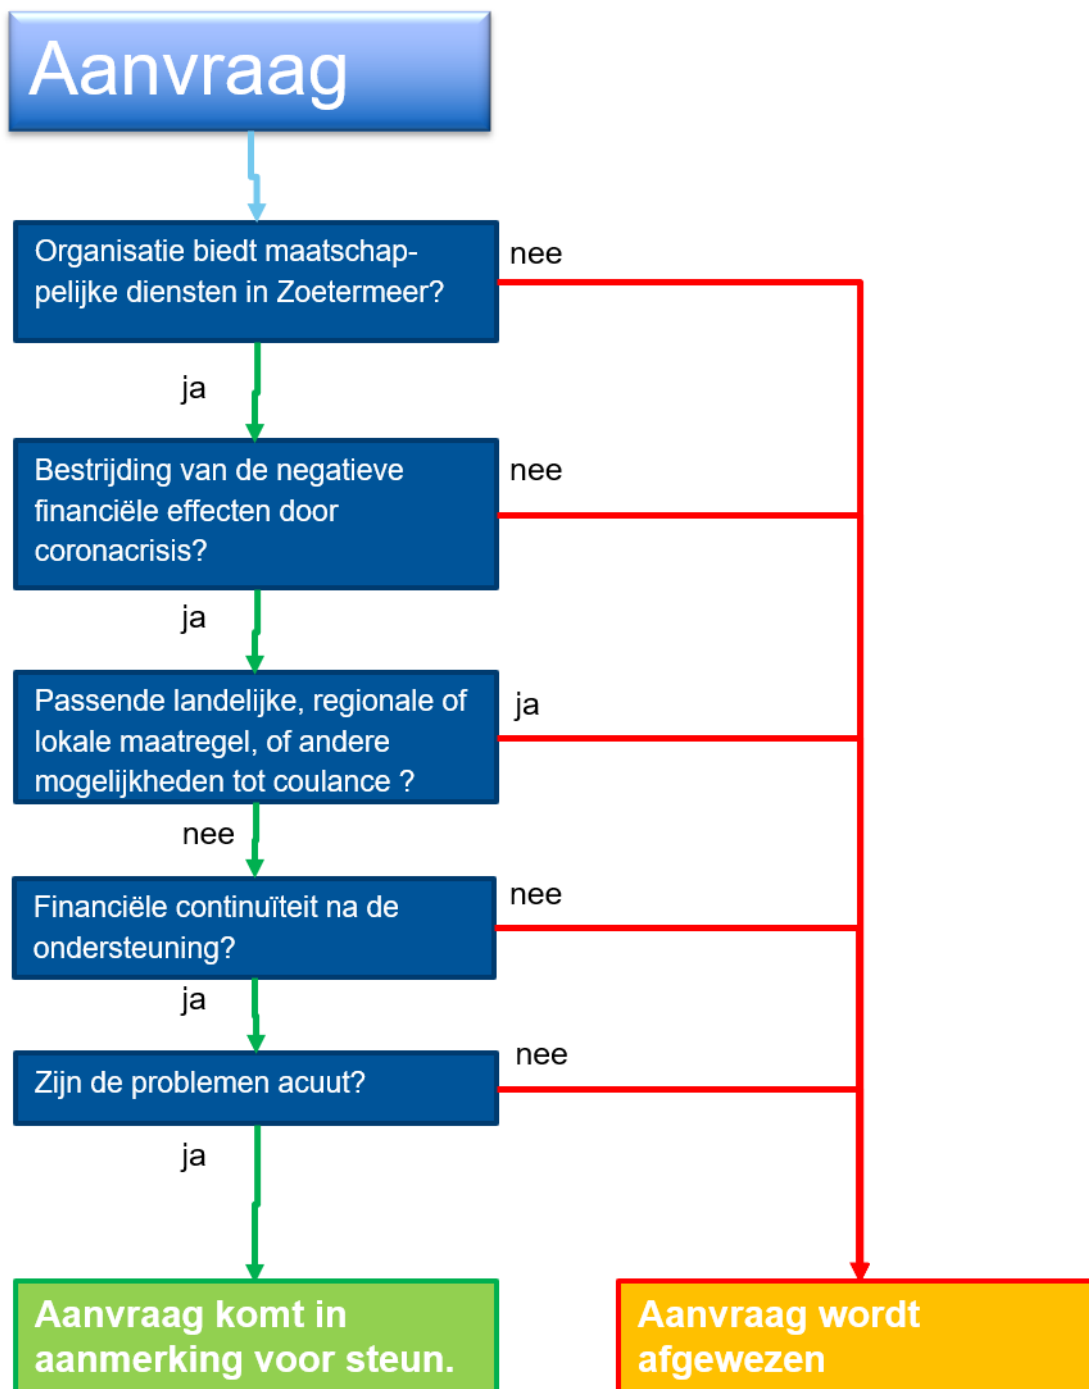 Aanvraag
Organisatie biedt maatschap-
pelijke diensten in Zoetermeer?
nee
ja
Bestrijding van de negatieve
financiële effecten door
coronacrisis?
nee
ja
Passende landelijke, regionale of
lokale maatregel, of andere
mogelijkheden tot coulance ?
ja
nee
Financiële continuïteit na de
ondersteuning?
nee
ja
Zijn de problemen acuut?
nee
ja
Aanvraag komt in
aanmerking voor steun.
Aanvraag wordt
afgewezen